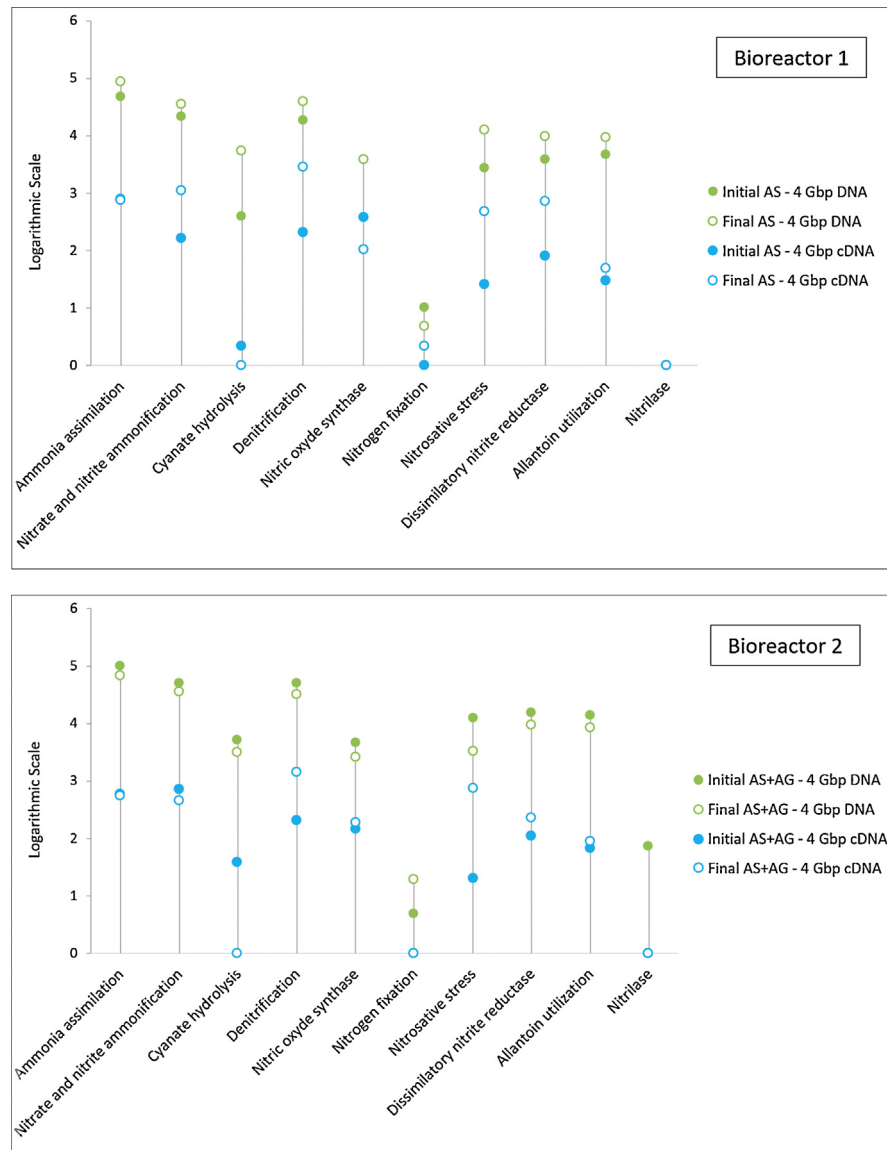 Bioreactor 1
Logarithmic Scale
6
5
4
3
2
1
0
Ammonia assimilation
Nitrate and nitrite ammonification
Cyanate hydrolysis
Denitrification
Nitric oxyde synthase
Nitrogen fixation
Nitrosative stress
Dissimilatory nitrite reductase
Allantoin utilization
Nitrilase
Initial AS - 4 Gbp DNA
Final AS - 4 Gbp DNA
Initial AS - 4 Gbp cDNA
Final AS - 4 Gbp cDNA
Bioreactor 2
Logarithmic Scale
6
5
4
3
2
1
0
Ammonia assimilation
Nitrate and nitrite ammonification
Cyanate hydrolysis
Denitrification
Nitric oxyde synthase
Nitrogen fixation
Nitrosative stress
Dissimilatory nitrite reductase
Allantoin utilization
Nitrilase
Initial AS+AG - 4 Gbp DNA
Final AS+AG - 4 Gbp DNA
Initial AS+AG - 4 Gbp cDNA
Final AS+AG - 4 Gbp cDNA